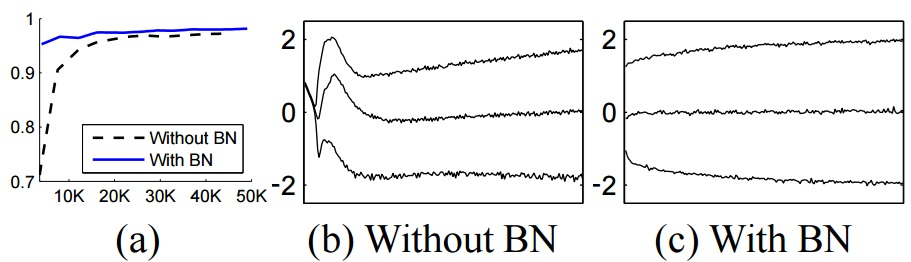 1
0.9
0.8
0.7
10K 20K 30K 40K 50K
Without BN
With BN
(a)
2
0
-2
(b) Without BN
2
0
-2
(c) With BN